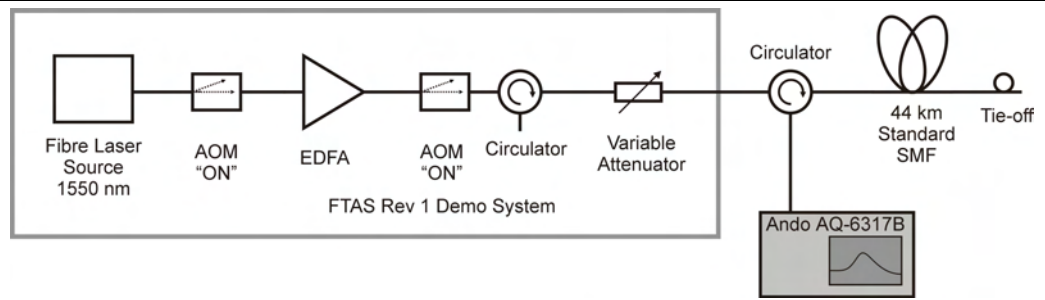 Fibre Laser
Source
1550 nm
AOM
“ON”
EDFA
AOM
“ON”
Circulator
Variable
Attenuator
FTAS Rev 1 Demo System
Circulator
44 km
Standard
SMF
Tie-off
Ando AQ-6317B